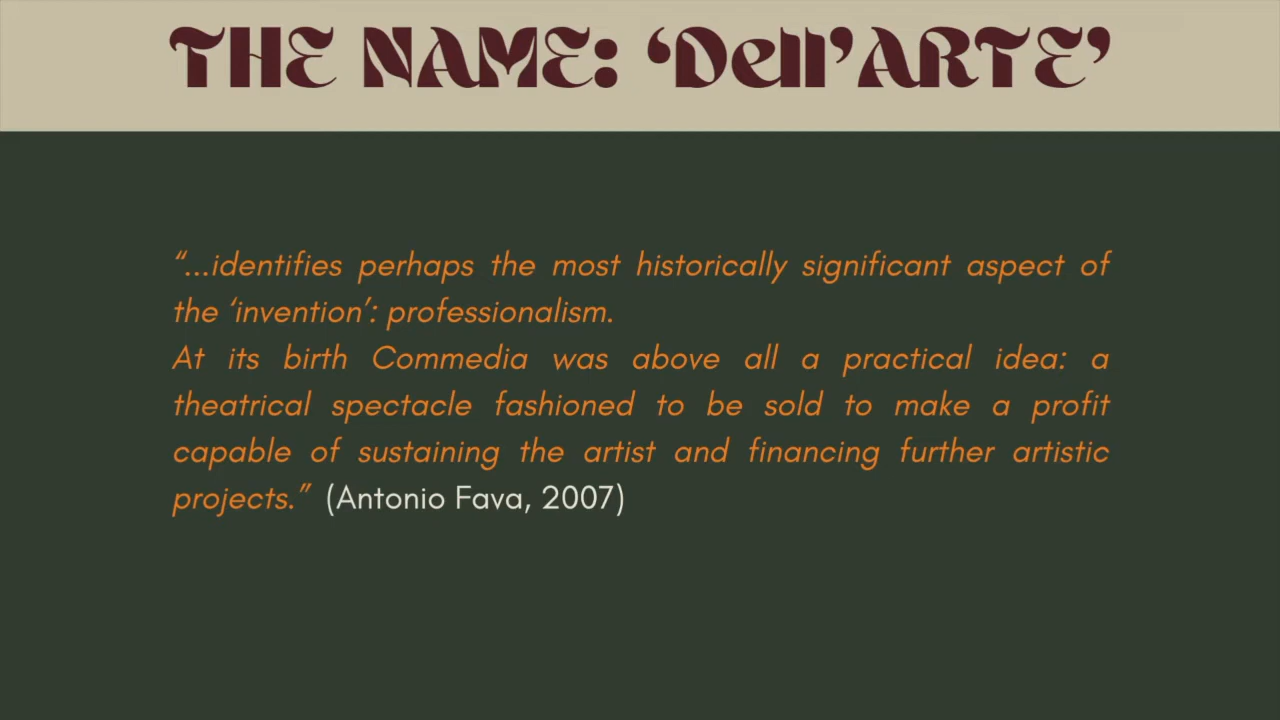 THE NAME: ‘Dell’ARTE’
“...identifies perhaps the most historically significant aspect of
the ‘invention’: professionalism.
At its birth Commedia was above all a practical idea: a
theatrical spectacle fashioned to be sold to make a profit
capable of sustaining the artist and financing further artistic
projects.” (Antonio Fava, 2007)